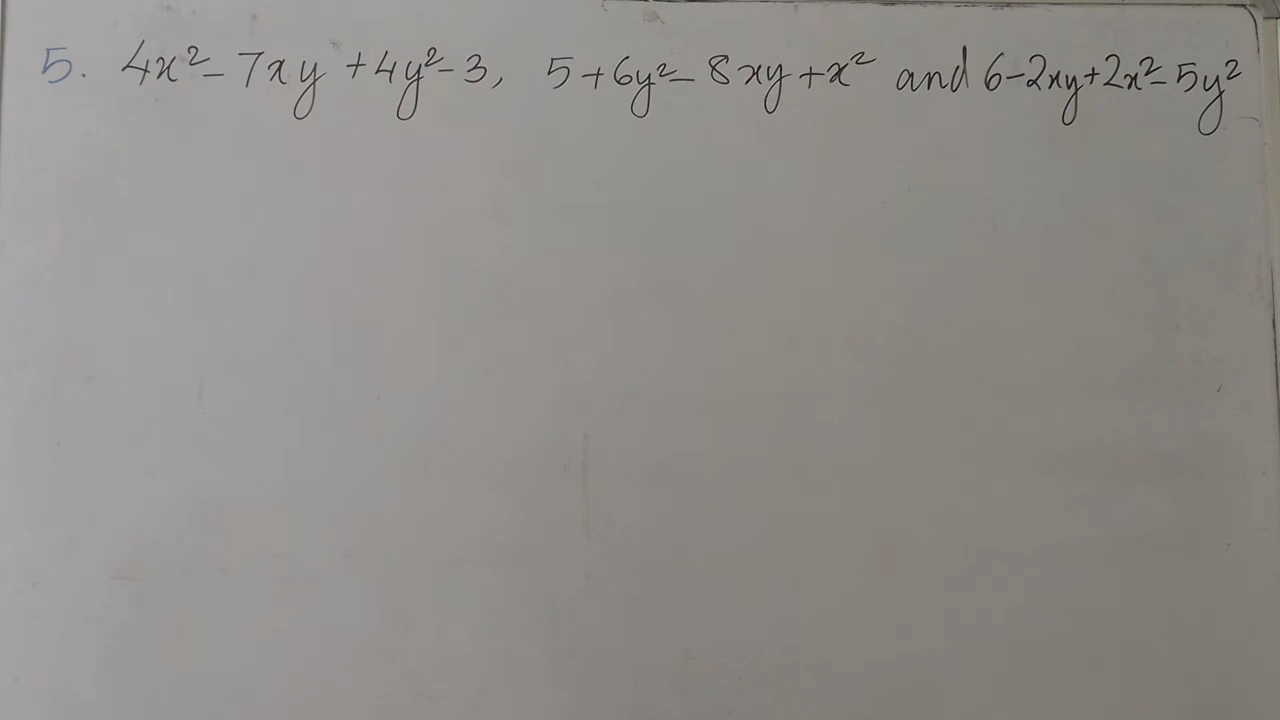 5. 4x² - 7xy + 4y² - 3, 5 + 6y² - 8xy + x² and 6 - 2xy + 2x² - 5y²